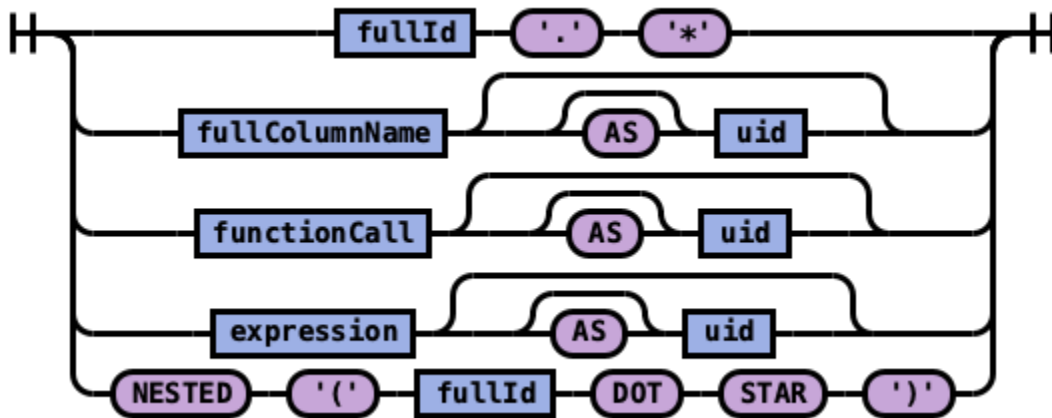 fullId '.' '*'
fullColumnName AS uid
functionCall AS uid
expression AS uid
NESTED '(' fullId DOT STAR ')'